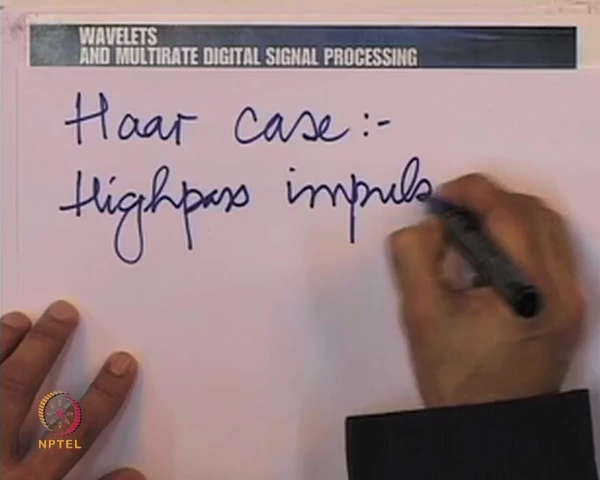 WAVELETS
AND MULTIRATE DIGITAL SIGNAL PROCESSING
Haar case :-
Highpass impuls
NPTEL